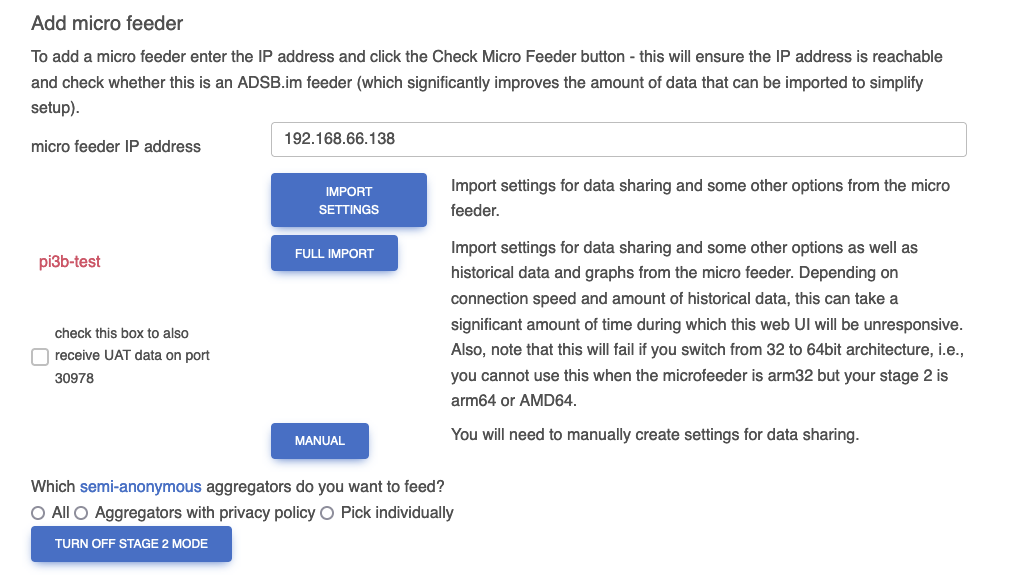 Add micro feeder
To add a micro feeder enter the IP address and click the Check Micro Feeder button - this will ensure the IP address is reachable
and check whether this is an ADSB.im feeder (which significantly improves the amount of data that can be imported to simplify
setup).
micro feeder IP address
192.168.66.138
IMPORT
SETTINGS
Import settings for data sharing and some other options from the micro
feeder.
pi3b-test
FULL IMPORT
Import settings for data sharing and some other options as well as
historical data and graphs from the micro feeder. Depending on
connection speed and amount of historical data, this can take a
significant amount of time during which this web UI will be unresponsive.
Also, note that this will fail if you switch from 32 to 64bit architecture, i.e.,
you cannot use this when the microfeeder is arm32 but your stage 2 is
arm64 or AMD64.
check this box to also
receive UAT data on port
30978
MANUAL
You will need to manually create settings for data sharing.
Which semi-anonymous aggregators do you want to feed?
All Aggregators with privacy policy Pick individually
TURN OFF STAGE 2 MODE